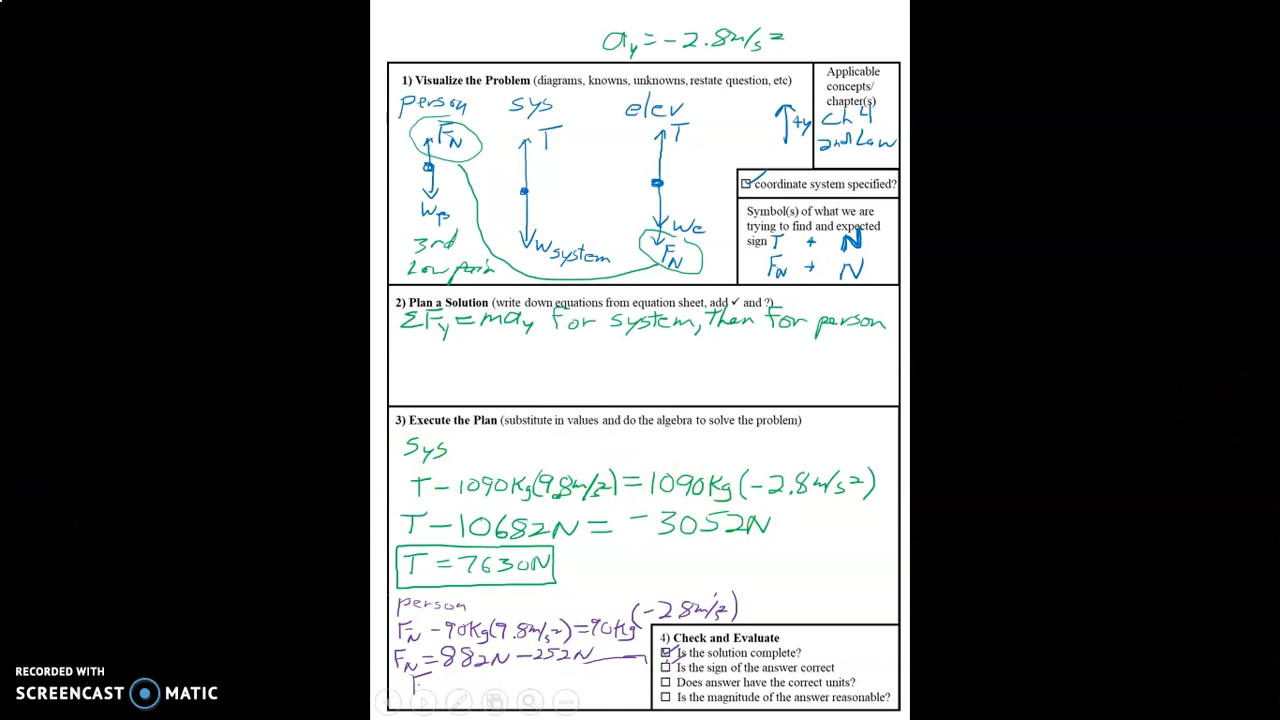 ay = -2.8m/s²
1) Visualize the Problem (diagrams, knowns, unknowns, restate question, etc)
Applicable
concepts/
chapter(s)
Ch 4
2nd Law
person sys elev
FN T T
+y
wp wsystem we
FN
3rd
Law pair
coordinate system specified?
Symbol(s) of what we are
trying to find and expected
sign T + N
FN + N
2) Plan a Solution (write down equations from equation sheet, add ✓ and ?)
ΣFy = may for system, then for person
3) Execute the Plan (substitute in values and do the algebra to solve the problem)
sys
T - 1090Kg(9.8m/s²) = 1090Kg(-2.8m/s²)
T - 10682N = -3052N
T = 7630N
person
FN - 90Kg(9.8m/s²) = 90Kg(-2.8m/s²)
FN = 882N - 252N
F
4) Check and Evaluate
Is the solution complete?
Is the sign of the answer correct
Does answer have the correct units?
Is the magnitude of the answer reasonable?
RECORDED WITH
SCREENCAST MATIC